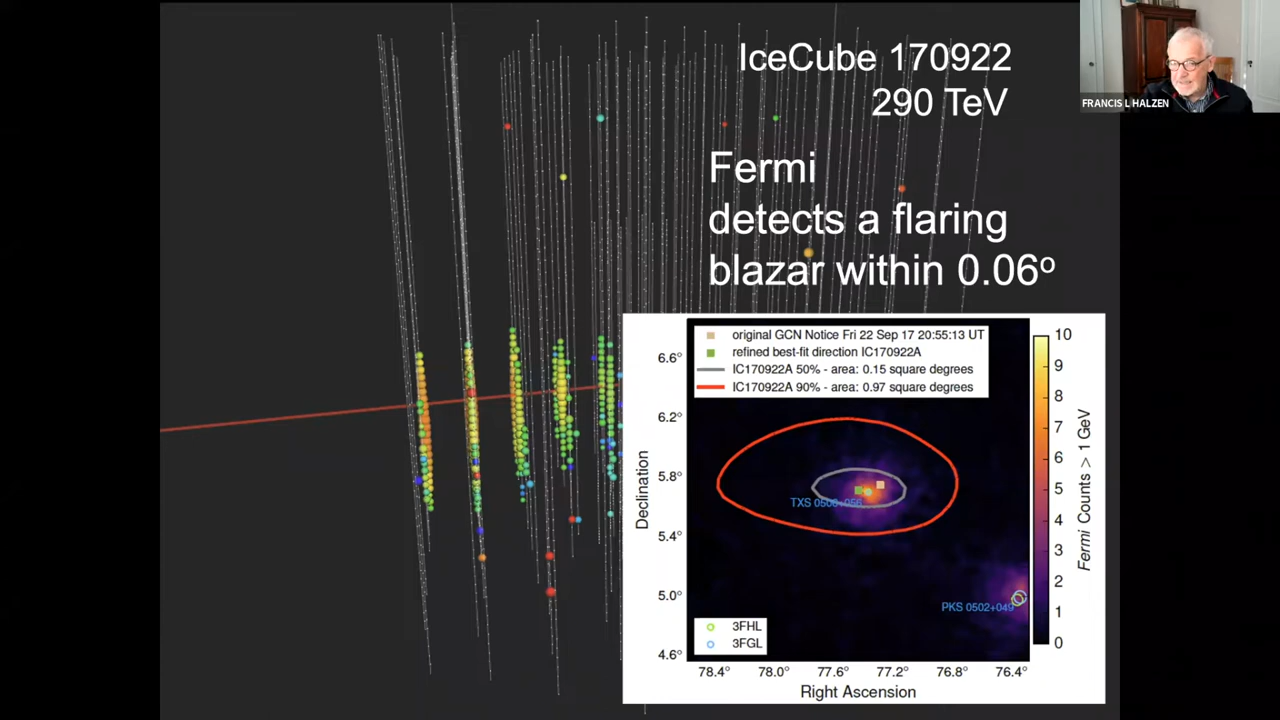 IceCube 170922
290 TeV
FRANCIS L HALZEN
Fermi
detects a flaring
blazar within 0.06º
original GCN Notice Fri 22 Sep 17 20:55:13 UT
refined best-fit direction IC170922A
IC170922A 50% - area: 0.15 square degrees
IC170922A 90% - area: 0.97 square degrees
6.6°
6.2°
5.8°
5.4°
5.0°
4.6°
Declination
TXS 0506+056
PKS 0502+049
3FHL
3FGL
78.4°
78.0°
77.6°
77.2°
76.8°
76.4°
Right Ascension
10
9
8
7
6
5
4
3
2
1
0
Fermi Counts > 1 GeV